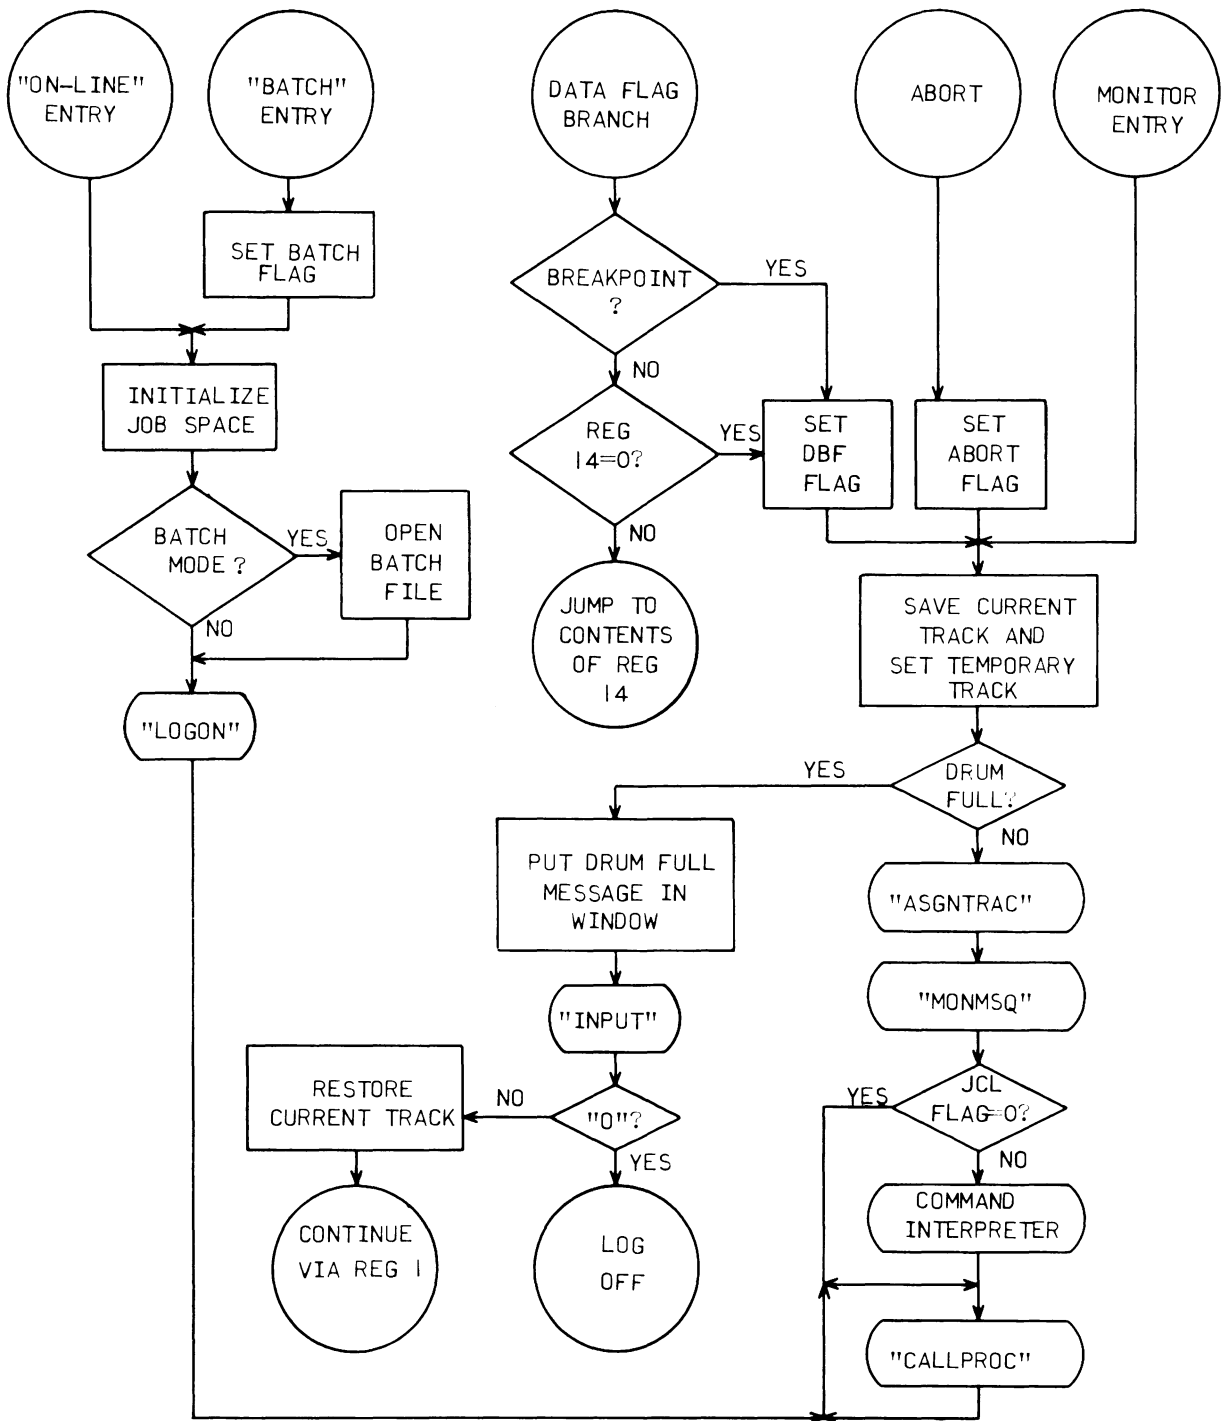 "ON-LINE"
ENTRY
"BATCH"
ENTRY
DATA FLAG
BRANCH
ABORT
MONITOR
ENTRY
SET BATCH
FLAG
BREAKPOINT
?
YES
NO
INITIALIZE
JOB SPACE
REG
14=0?
YES
SET
DBF
FLAG
SET
ABORT
FLAG
NO
BATCH
MODE?
YES
OPEN
BATCH
FILE
NO
JUMP TO
CONTENTS
OF REG
14
SAVE CURRENT
TRACK AND
SET TEMPORARY
TRACK
"LOGON"
DRUM
FULL?
YES
NO
PUT DRUM FULL
MESSAGE IN
WINDOW
"ASGNTRAC"
"INPUT"
"MONMSQ"
RESTORE
CURRENT TRACK
NO
"O"?
YES
JCL
FLAG=0?
YES
NO
CONTINUE
VIA REG 1
LOG
OFF
COMMAND
INTERPRETER
"CALLPROC"